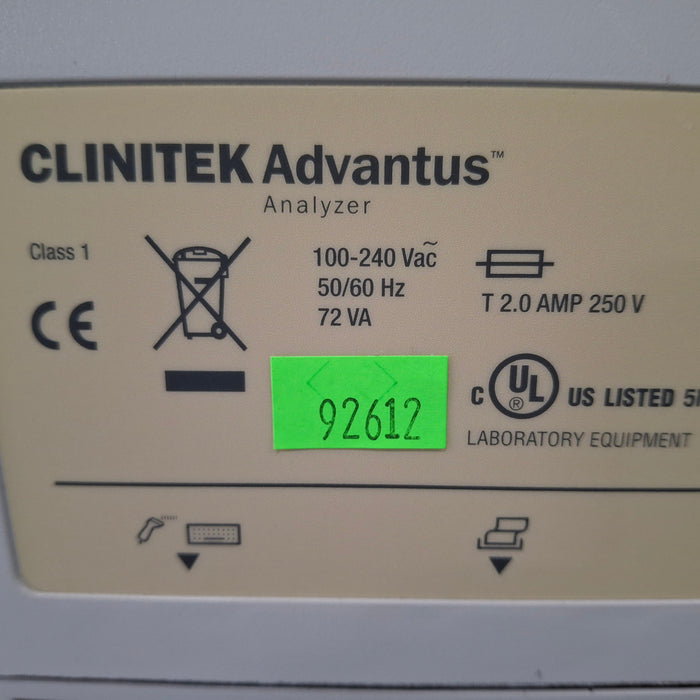 CLINITEK Advantus™
Analyzer
Class 1
CE
100-240 Vac~
50/60 Hz
72 VA
T 2.0 AMP 250 V
92612
C UL ® US LISTED
LABORATORY EQUIPMENT